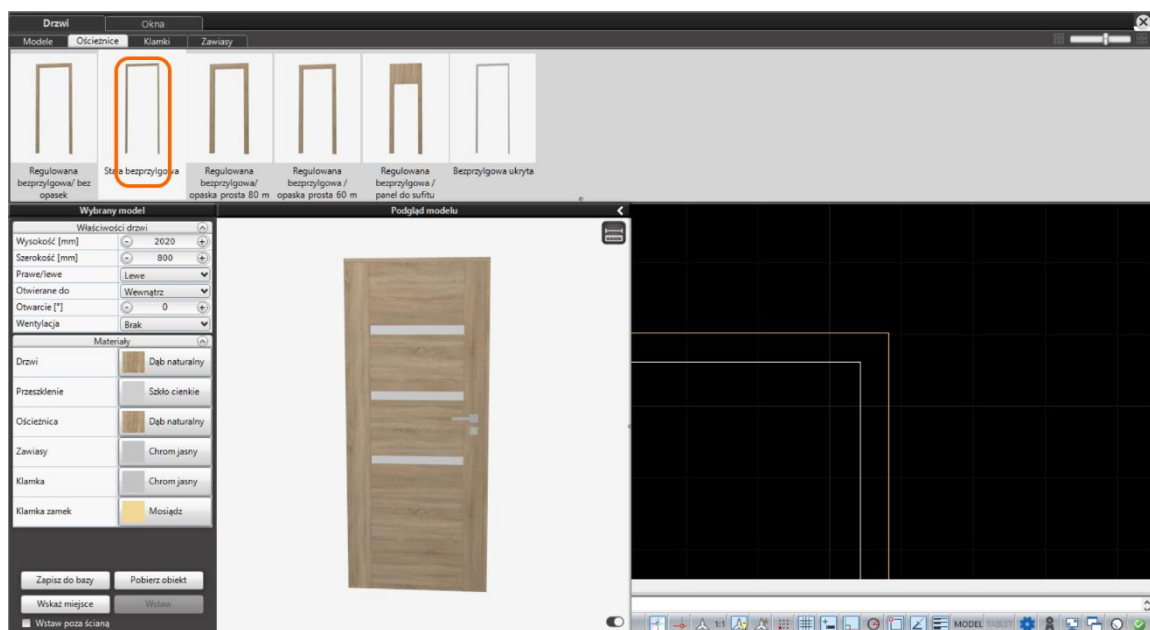 Drzwi
Okna
Modele
Ościeżnice
Klamki
Zawiasy
Regulowana
bezprzylgowa/ bez
opasek
Stała bezprzylgowa
Regulowana
bezprzylgowa/
opaska prosta 80 m
Regulowana
bezprzylgowa /
opaska prosta 60 m
Regulowana
bezprzylgowa /
panel do sufitu
Bezprzylgowa ukryta
Wybrany model
Podgląd modelu
Właściwości drzwi
Wysokość [mm] 2020
Szerokość [mm] 800
Prawe/lewe Lewe
Otwierane do Wewnątrz
Otwarcie [°] 0
Wentylacja Brak
Materiały
Drzwi Dąb naturalny
Przeszklenie Szkło cienkie
Ościeżnica Dąb naturalny
Zawiasy Chrom jasny
Klamka Chrom jasny
Klamka zamek Mosiądz
Zapisz do bazy Pobierz obiekt
Wskaż miejsce Wstaw
Wstaw poza ścianą
1:1 MODEL TABLET